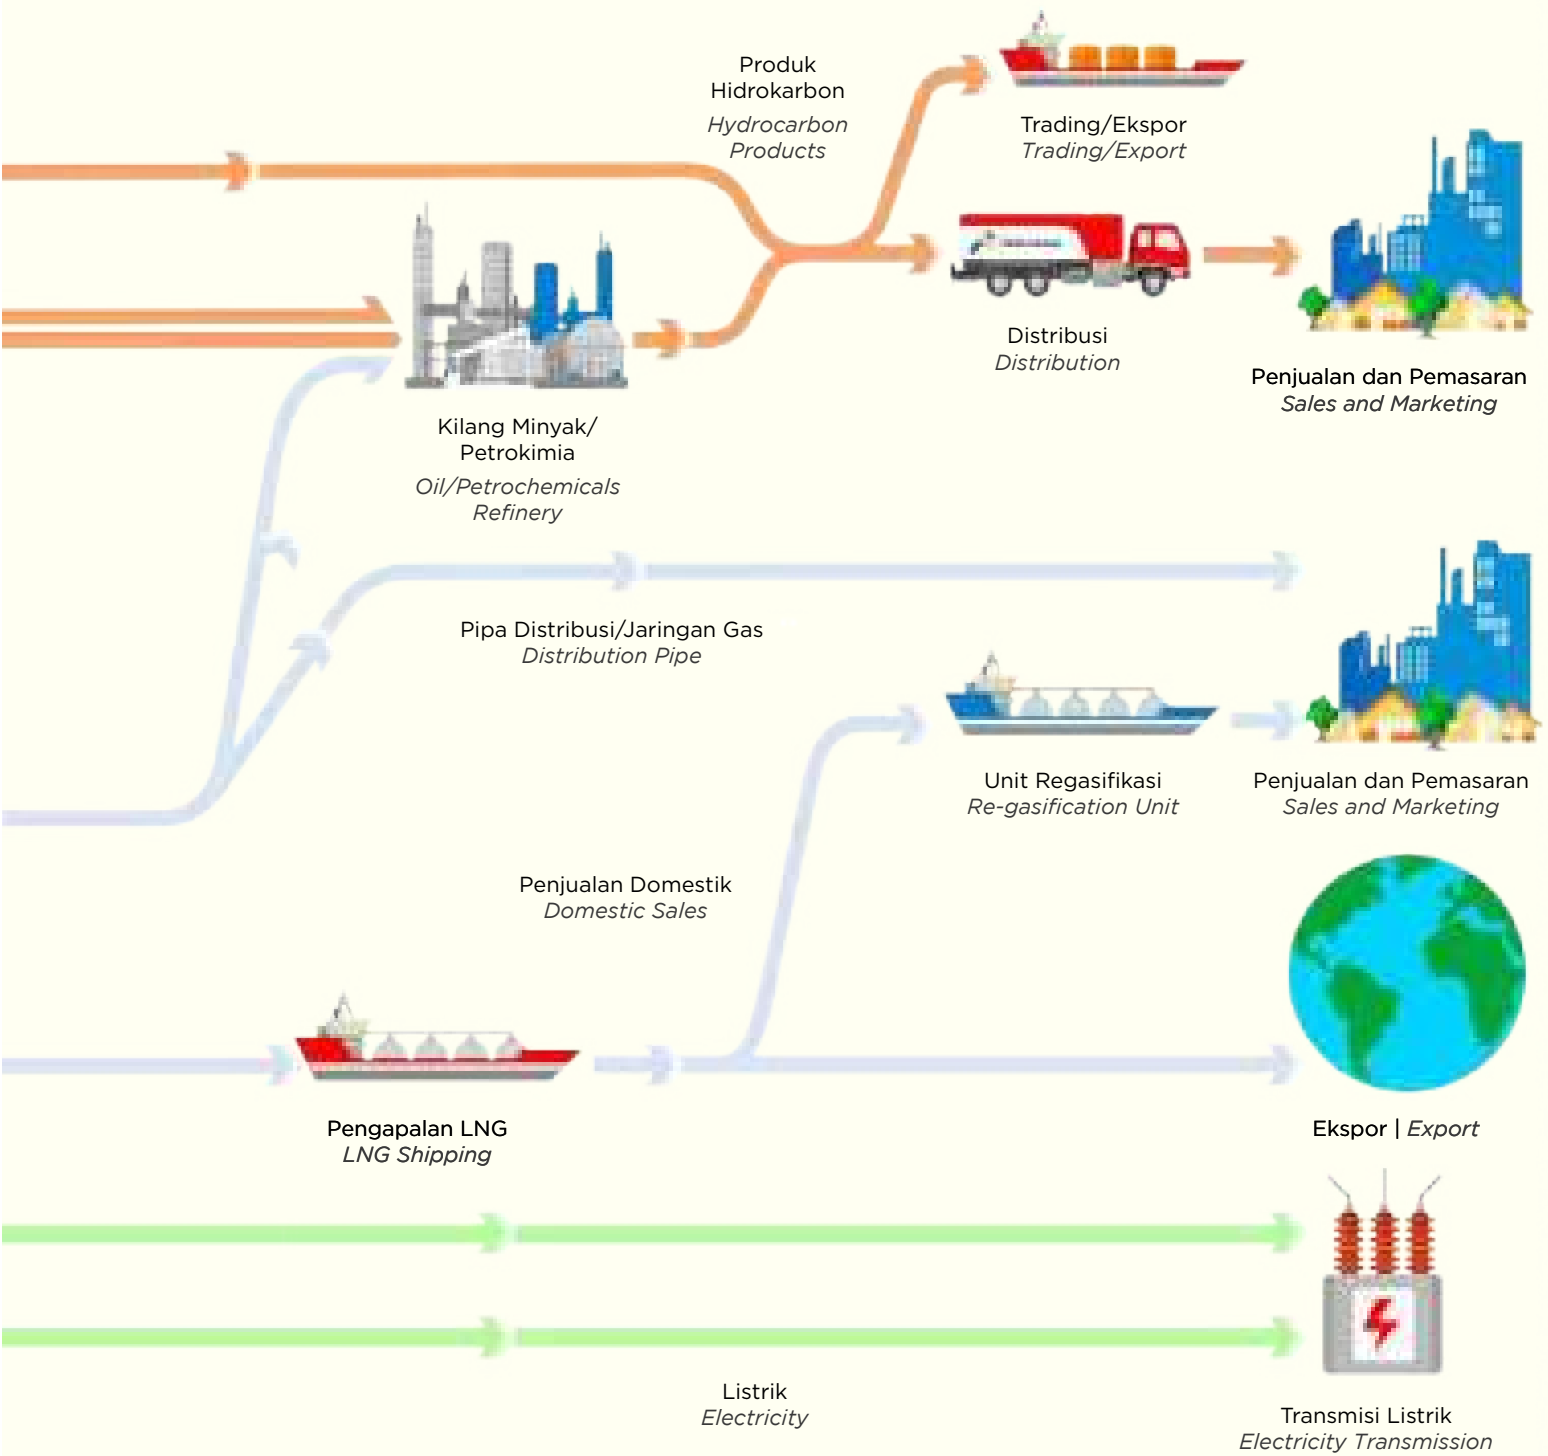 Produk
Hidrokarbon
Hydrocarbon
Products
Trading/Ekspor
Trading/Export
Distribusi
Distribution
Penjualan dan Pemasaran
Sales and Marketing
Kilang Minyak/
Petrokimia
Oil/Petrochemicals
Refinery
Pipa Distribusi/Jaringan Gas
Distribution Pipe
Unit Regasifikasi
Re-gasification Unit
Penjualan dan Pemasaran
Sales and Marketing
Penjualan Domestik
Domestic Sales
Pengapalan LNG
LNG Shipping
Ekspor | Export
Listrik
Electricity
Transmisi Listrik
Electricity Transmission